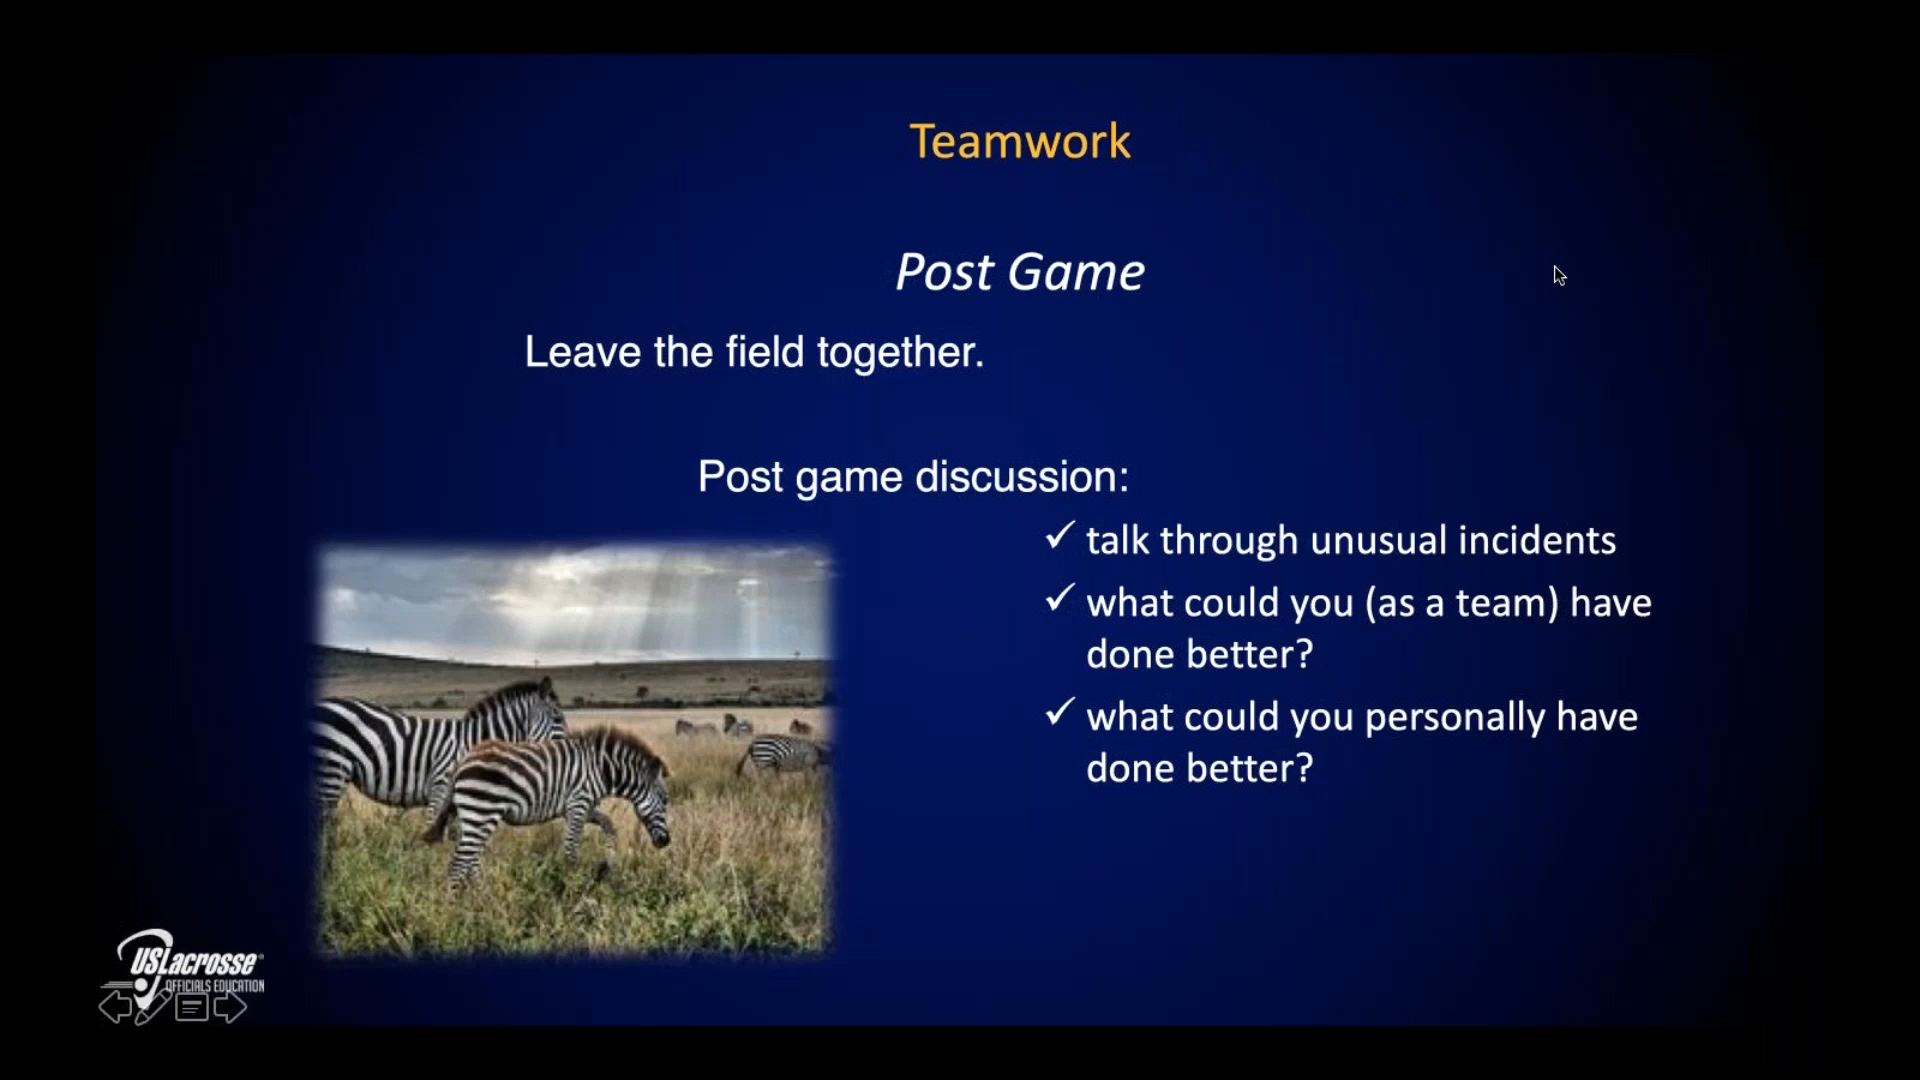 Teamwork
Post Game
Leave the field together.
Post game discussion:
✓ talk through unusual incidents
✓ what could you (as a team) have
done better?
✓ what could you personally have
done better?
USLacrosse®
OFFICIALS EDUCATION